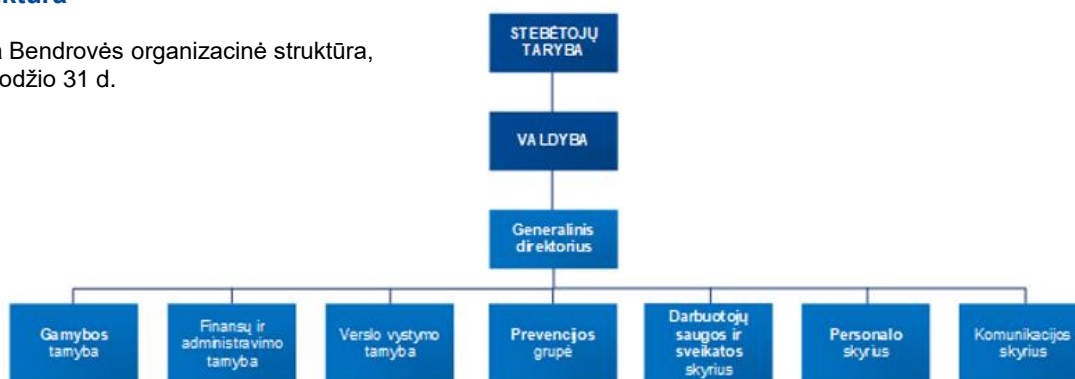 a Bendrovės organizacinė struktūra,
odžio 31 d.
STEBĖTOJŲ
TARYBA
VALDYBA
Generalinis
direktorius
Gamybos
tarnyba
Finansų ir
administravimo
tarnyba
Verslo vystymo
tarnyba
Prevencijos
grupė
Darbuotojų
saugos ir
sveikatos
skyrius
Personalo
skyrius
Komunikacijos
skyrius